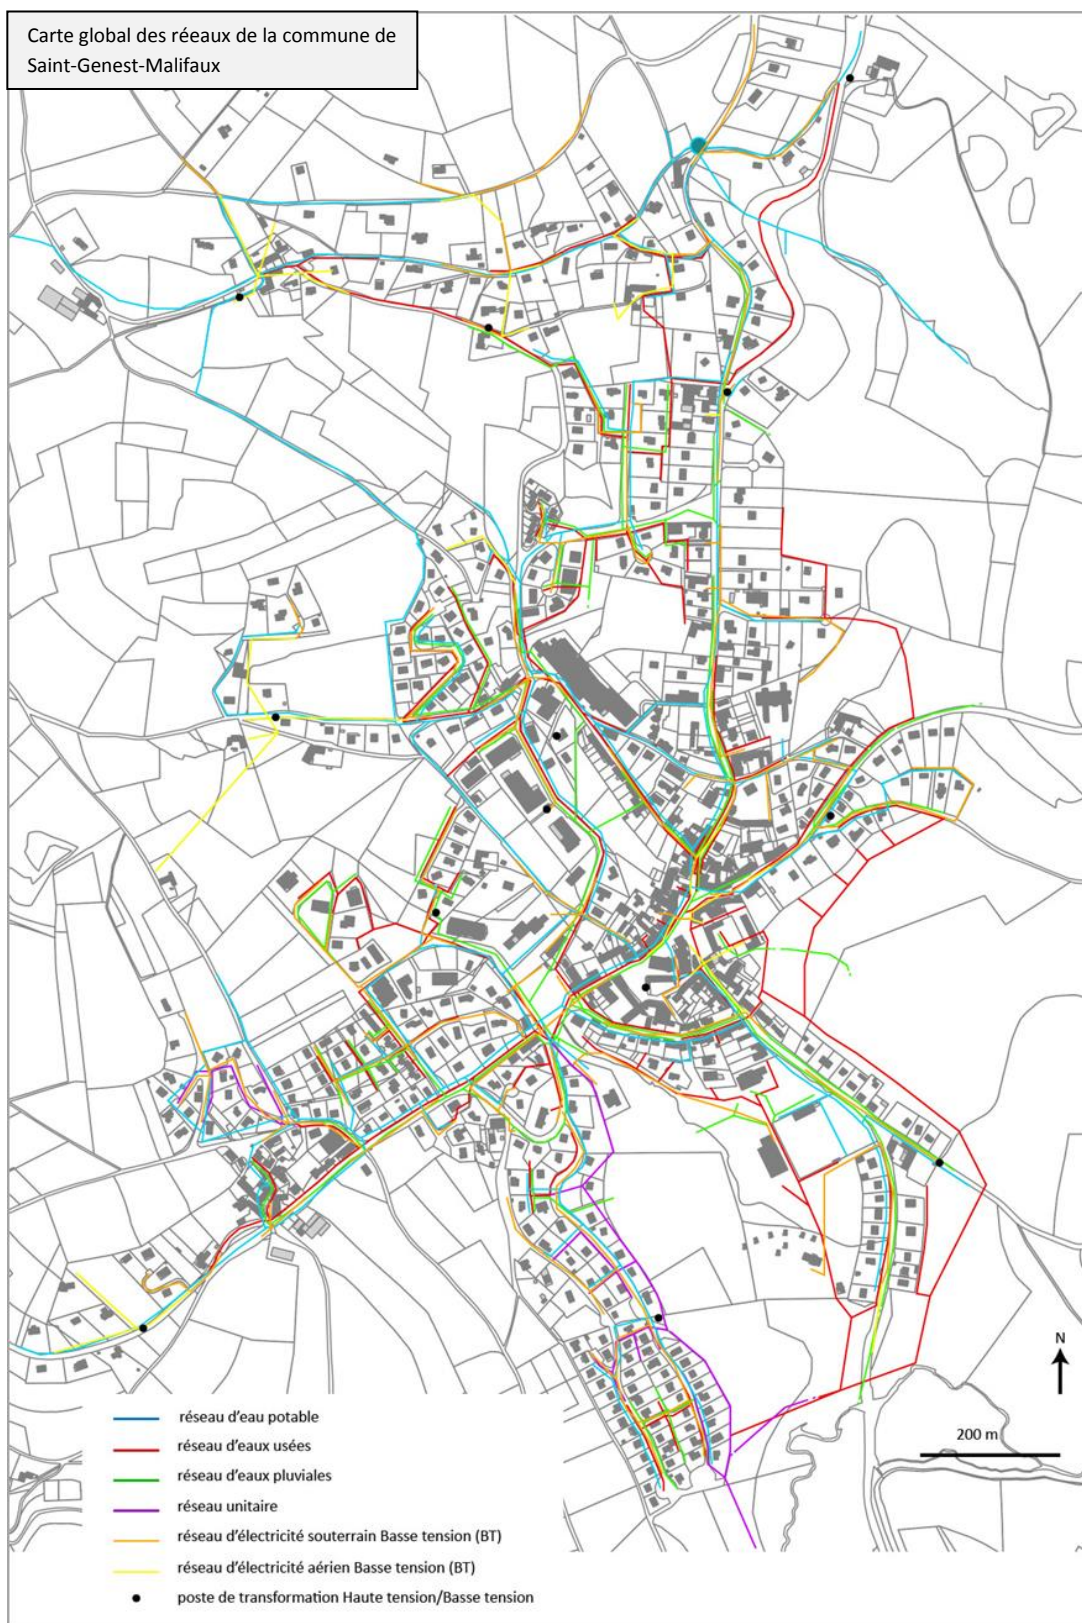 Carte global des réeaux de la commune de
Saint-Genest-Malifaux
N
200 m
réseau d'eau potable
réseau d'eaux usées
réseau d'eaux pluviales
réseau unitaire
réseau d'électricité souterrain Basse tension (BT)
réseau d'électricité aérien Basse tension (BT)
poste de transformation Haute tension/Basse tension